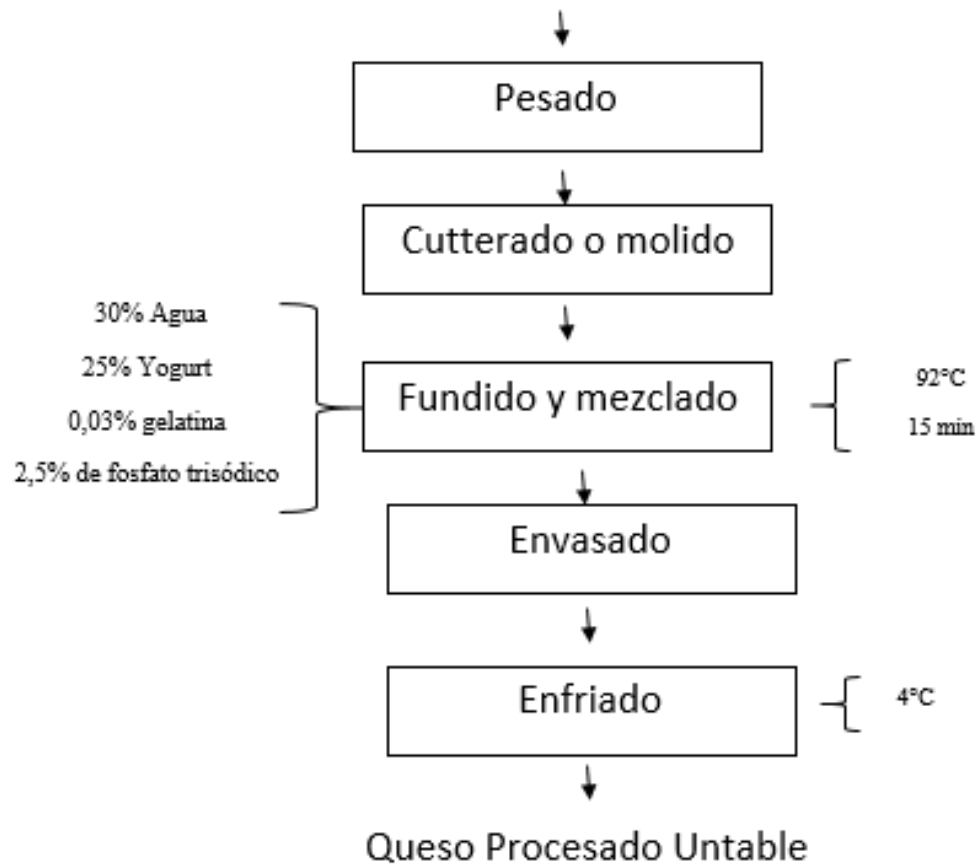 Pesado
Cutterado o molido
30% Agua
25% Yogurt
0,03% gelatina
2,5% de fosfato trisódico
Fundido y mezclado
92°C
15 min
Envasado
Enfriado
4°C
Queso Procesado Untable